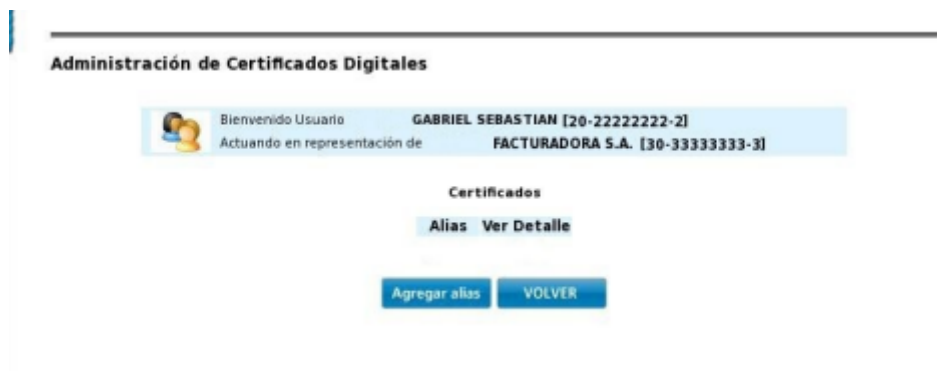 Administración de Certificados Digitales
Bienvenido Usuario GABRIEL SEBASTIAN [20-22222222-2]
Actuando en representación de FACTURADORA S.A. [30-33333333-3]
Certificados
Alias Ver Detalle
Agregar alias VOLVER